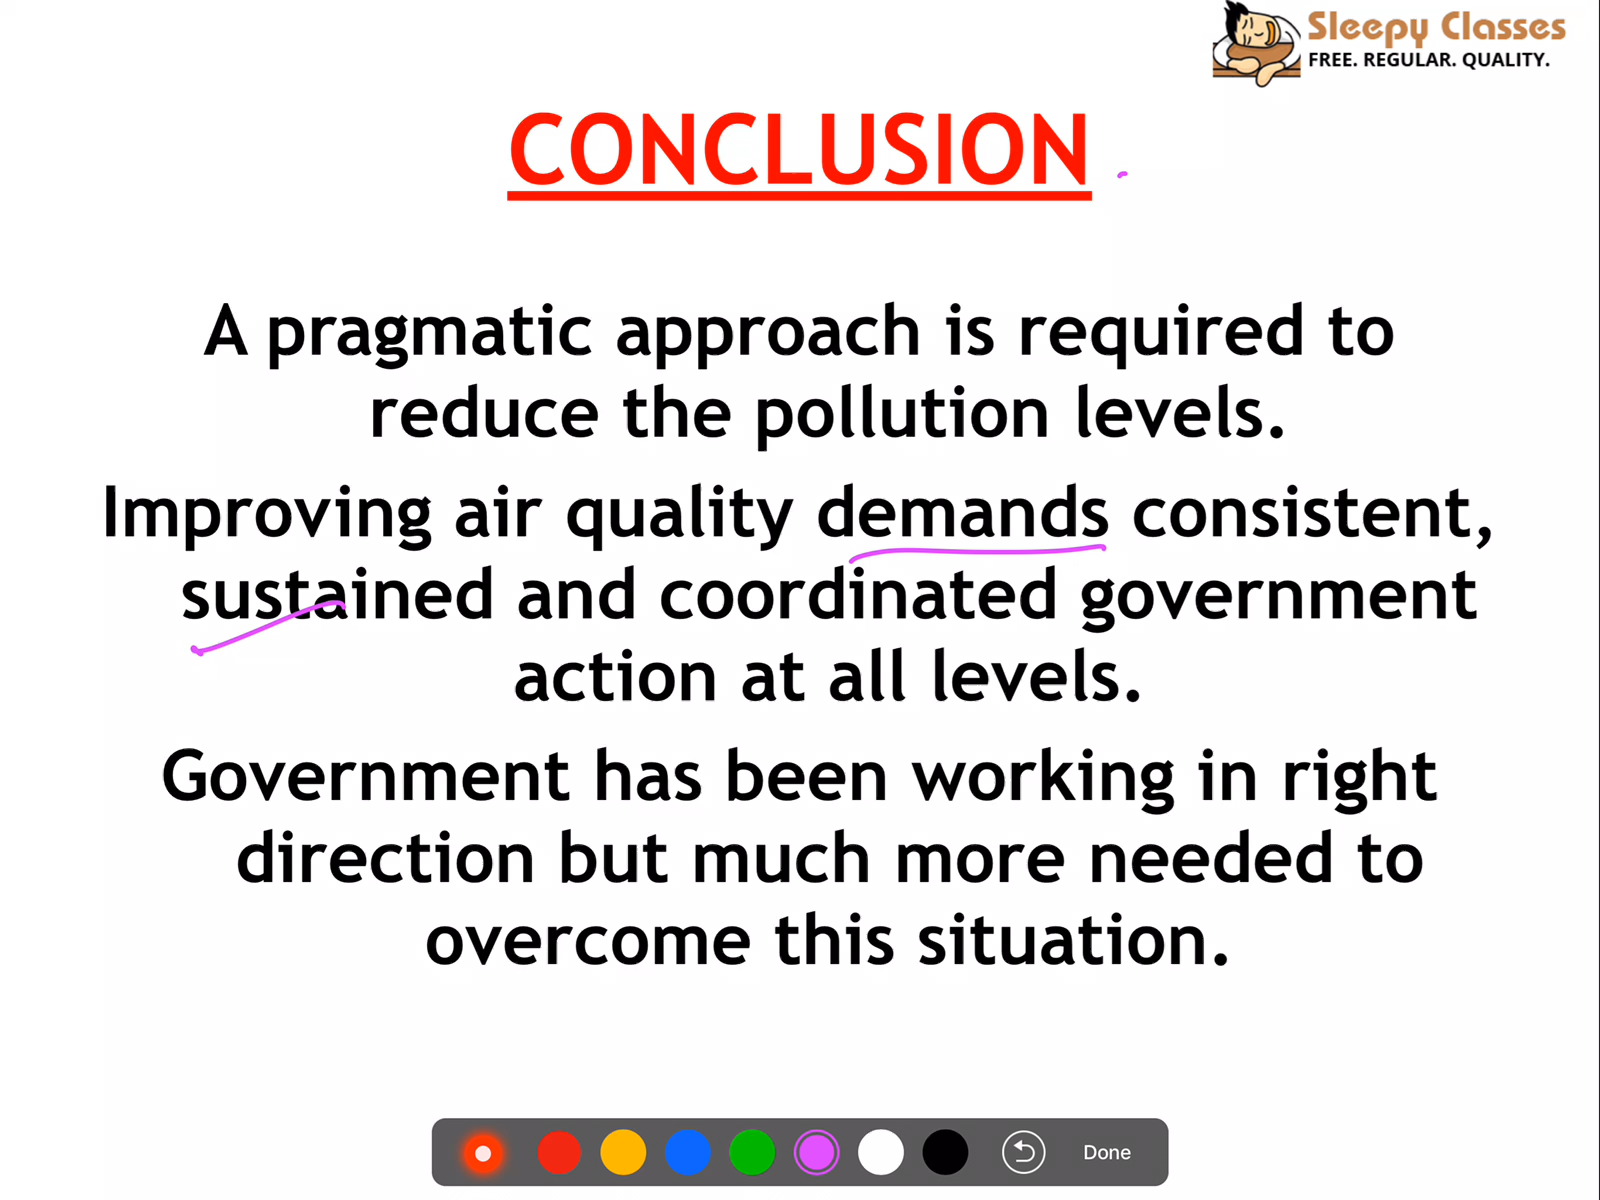 Sleepy Classes
FREE. REGULAR. QUALITY.
CONCLUSION
A pragmatic approach is required to
reduce the pollution levels.
Improving air quality demands consistent,
sustained and coordinated government
action at all levels.
Government has been working in right
direction but much more needed to
overcome this situation.
Done